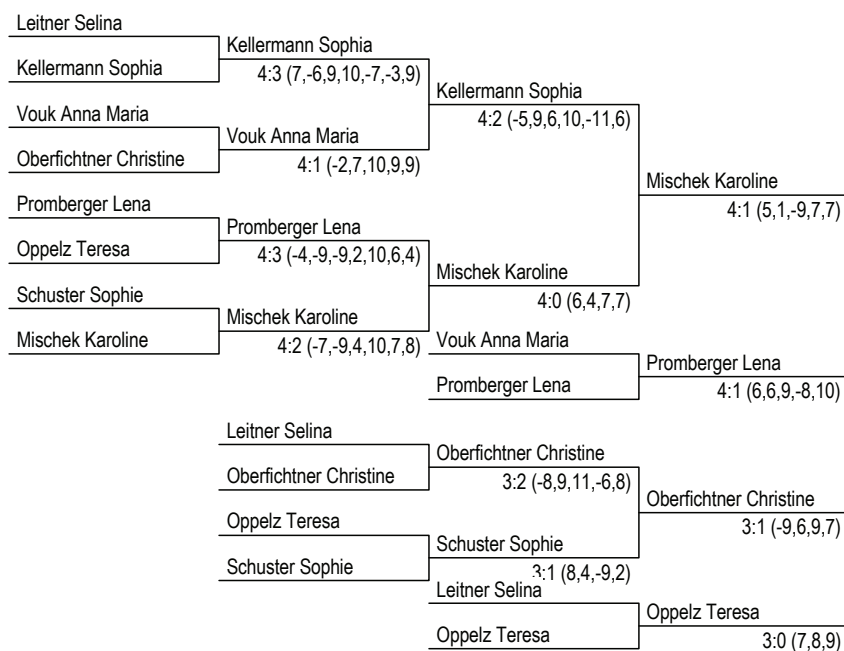 Leitner Selina
Kellermann Sophia
Kellermann Sophia
4:3 (7,-6,9,10,-7,-3,9)
Kellermann Sophia
4:2 (-5,9,6,10,-11,6)
Vouk Anna Maria
Vouk Anna Maria
Oberfichtner Christine
4:1 (-2,7,10,9,9)
Mischek Karoline
4:1 (5,1,-9,7,7)
Promberger Lena
Promberger Lena
Oppelz Teresa
4:3 (-4,-9,-9,2,10,6,4)
Mischek Karoline
4:0 (6,4,7,7)
Schuster Sophie
Mischek Karoline
Mischek Karoline
4:2 (-7,-9,4,10,7,8)
Vouk Anna Maria
Promberger Lena
Promberger Lena
4:1 (6,6,9,-8,10)
Leitner Selina
Oberfichtner Christine
Oberfichtner Christine
3:2 (-8,9,11,-6,8)
Oberfichtner Christine
3:1 (-9,6,9,7)
Oppelz Teresa
Schuster Sophie
Schuster Sophie
3:1 (8,4,-9,2)
Leitner Selina
Oppelz Teresa
Oppelz Teresa
3:0 (7,8,9)